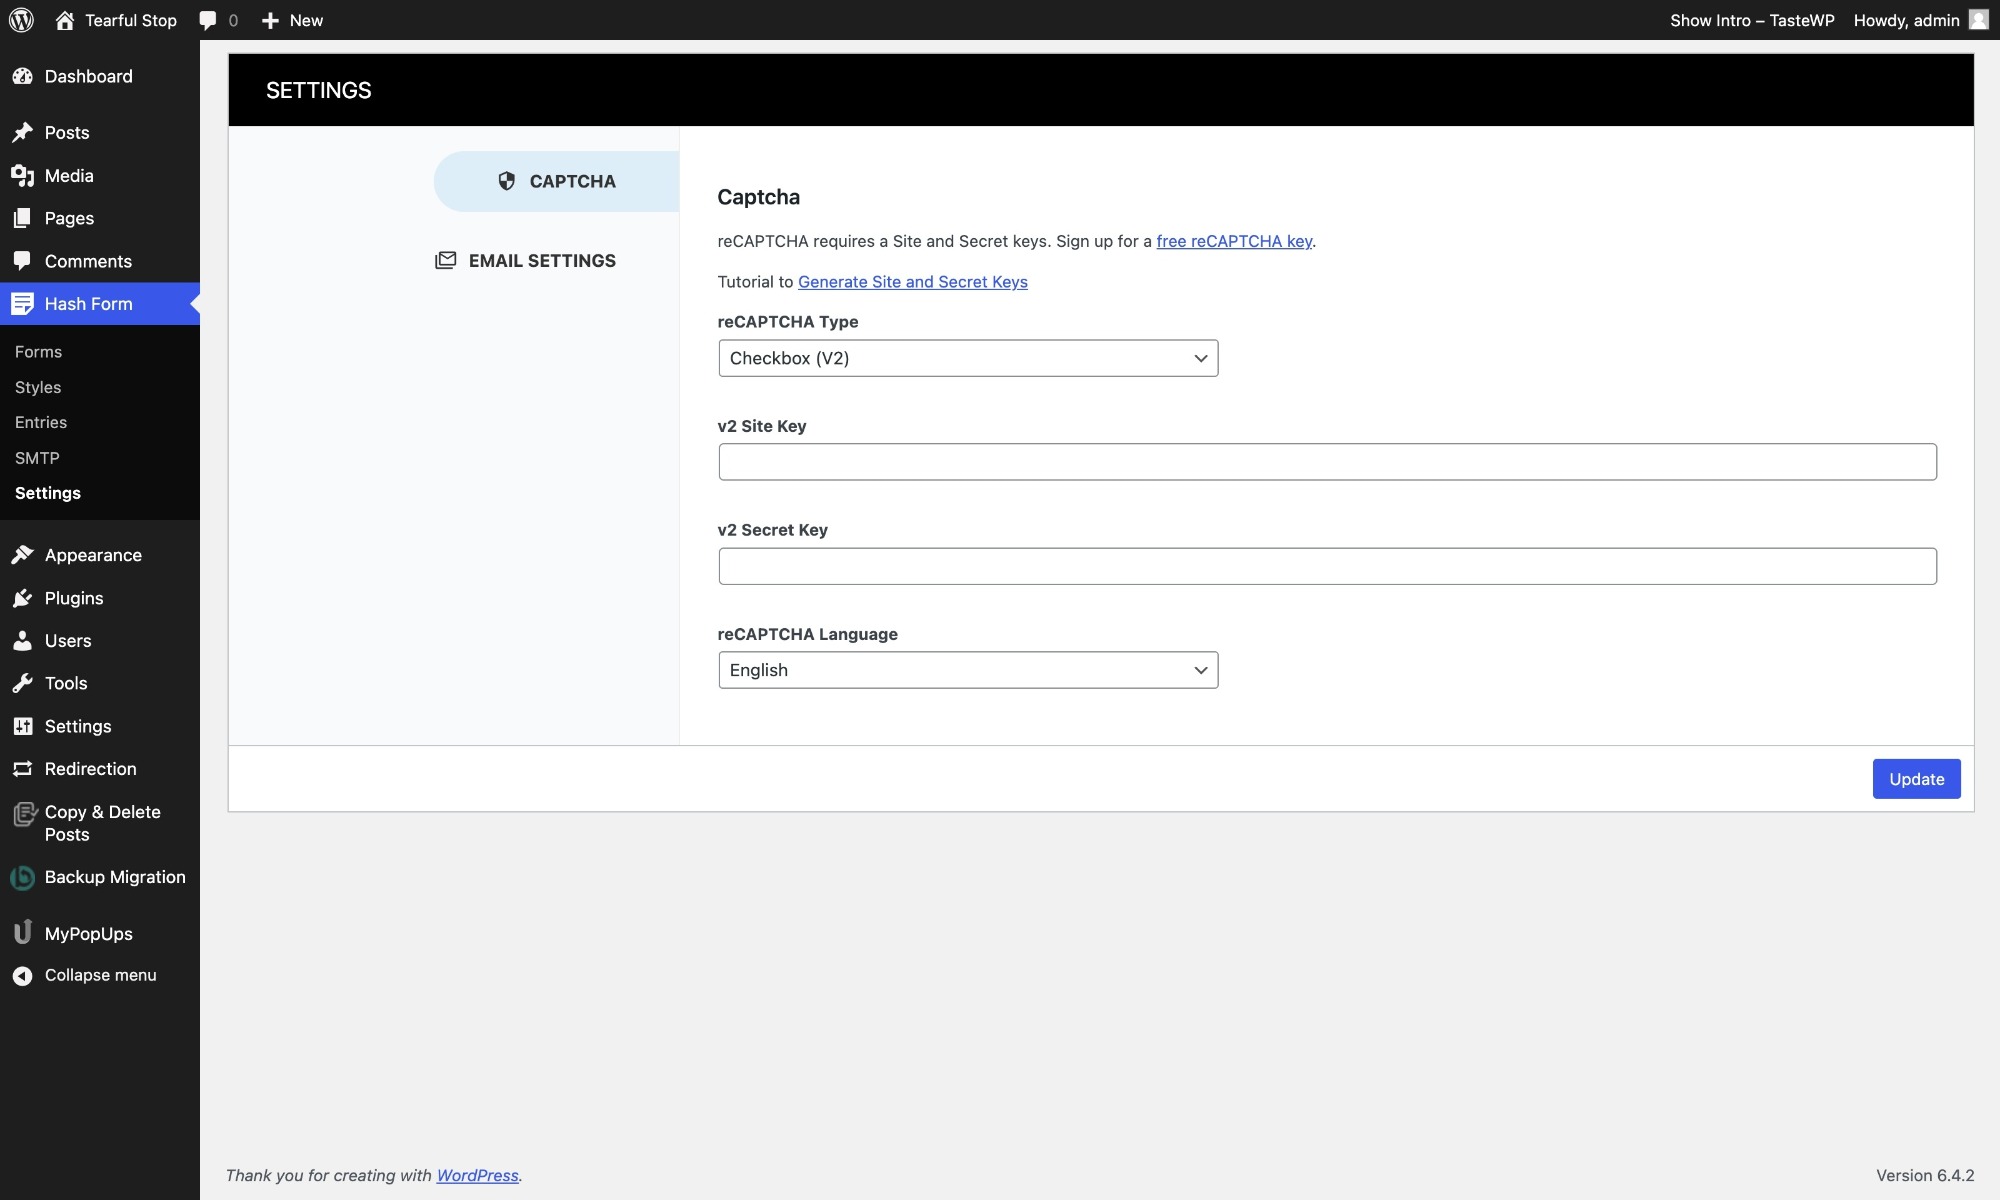 Tearful Stop
0
New
Show Intro – TasteWP
Howdy, admin
Dashboard
Posts
Media
Pages
Comments
Hash Form
Forms
Styles
Entries
SMTP
Settings
Appearance
Plugins
Users
Tools
Settings
Redirection
Copy & Delete
Posts
Backup Migration
MyPopUps
Collapse menu
SETTINGS
CAPTCHA
EMAIL SETTINGS
Captcha
reCAPTCHA requires a Site and Secret keys. Sign up for a free reCAPTCHA key.
Tutorial to Generate Site and Secret Keys
reCAPTCHA Type
Checkbox (V2)
v2 Site Key
v2 Secret Key
reCAPTCHA Language
English
Update
Thank you for creating with WordPress.
Version 6.4.2